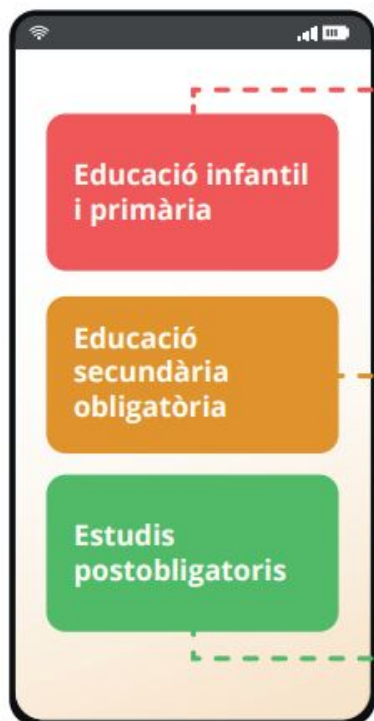 Educació infantil
i primària
Educació
secundària
obligatòria
Estudis
postobligatoris